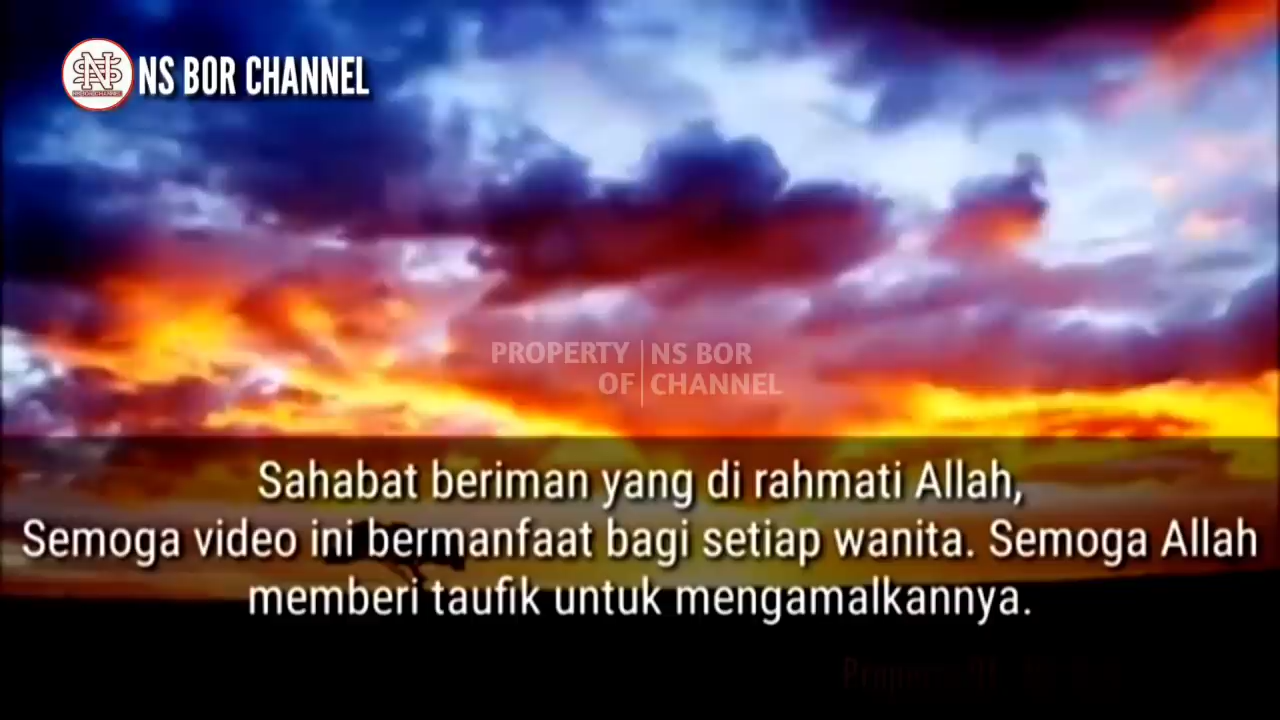 NS BOR CHANNEL
PROPERTY OF
NS BOR CHANNEL
Sahabat beriman yang di rahmati Allah,
Semoga video ini bermanfaat bagi setiap wanita. Semoga Allah
memberi taufik untuk mengamalkannya.